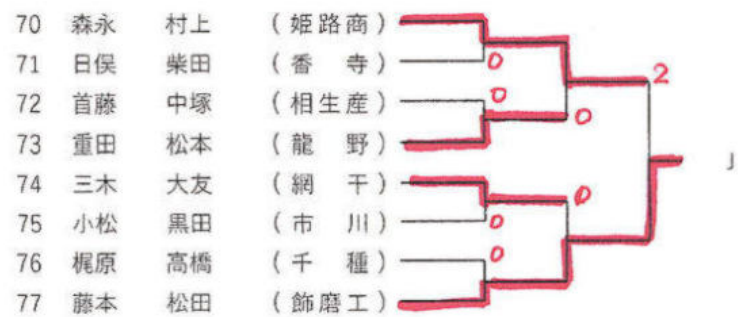 70 森永 村上 (姫路商)
71 日俣 柴田 (香寺) 0
72 首藤 中塚 (相生産) 0
2
73 重田 松本 (龍野) 0
J
74 三木 大友 (網干) 0
75 小松 黒田 (市川) 0
76 梶原 高橋 (千種) 0
77 藤本 松田 (飾磨工)